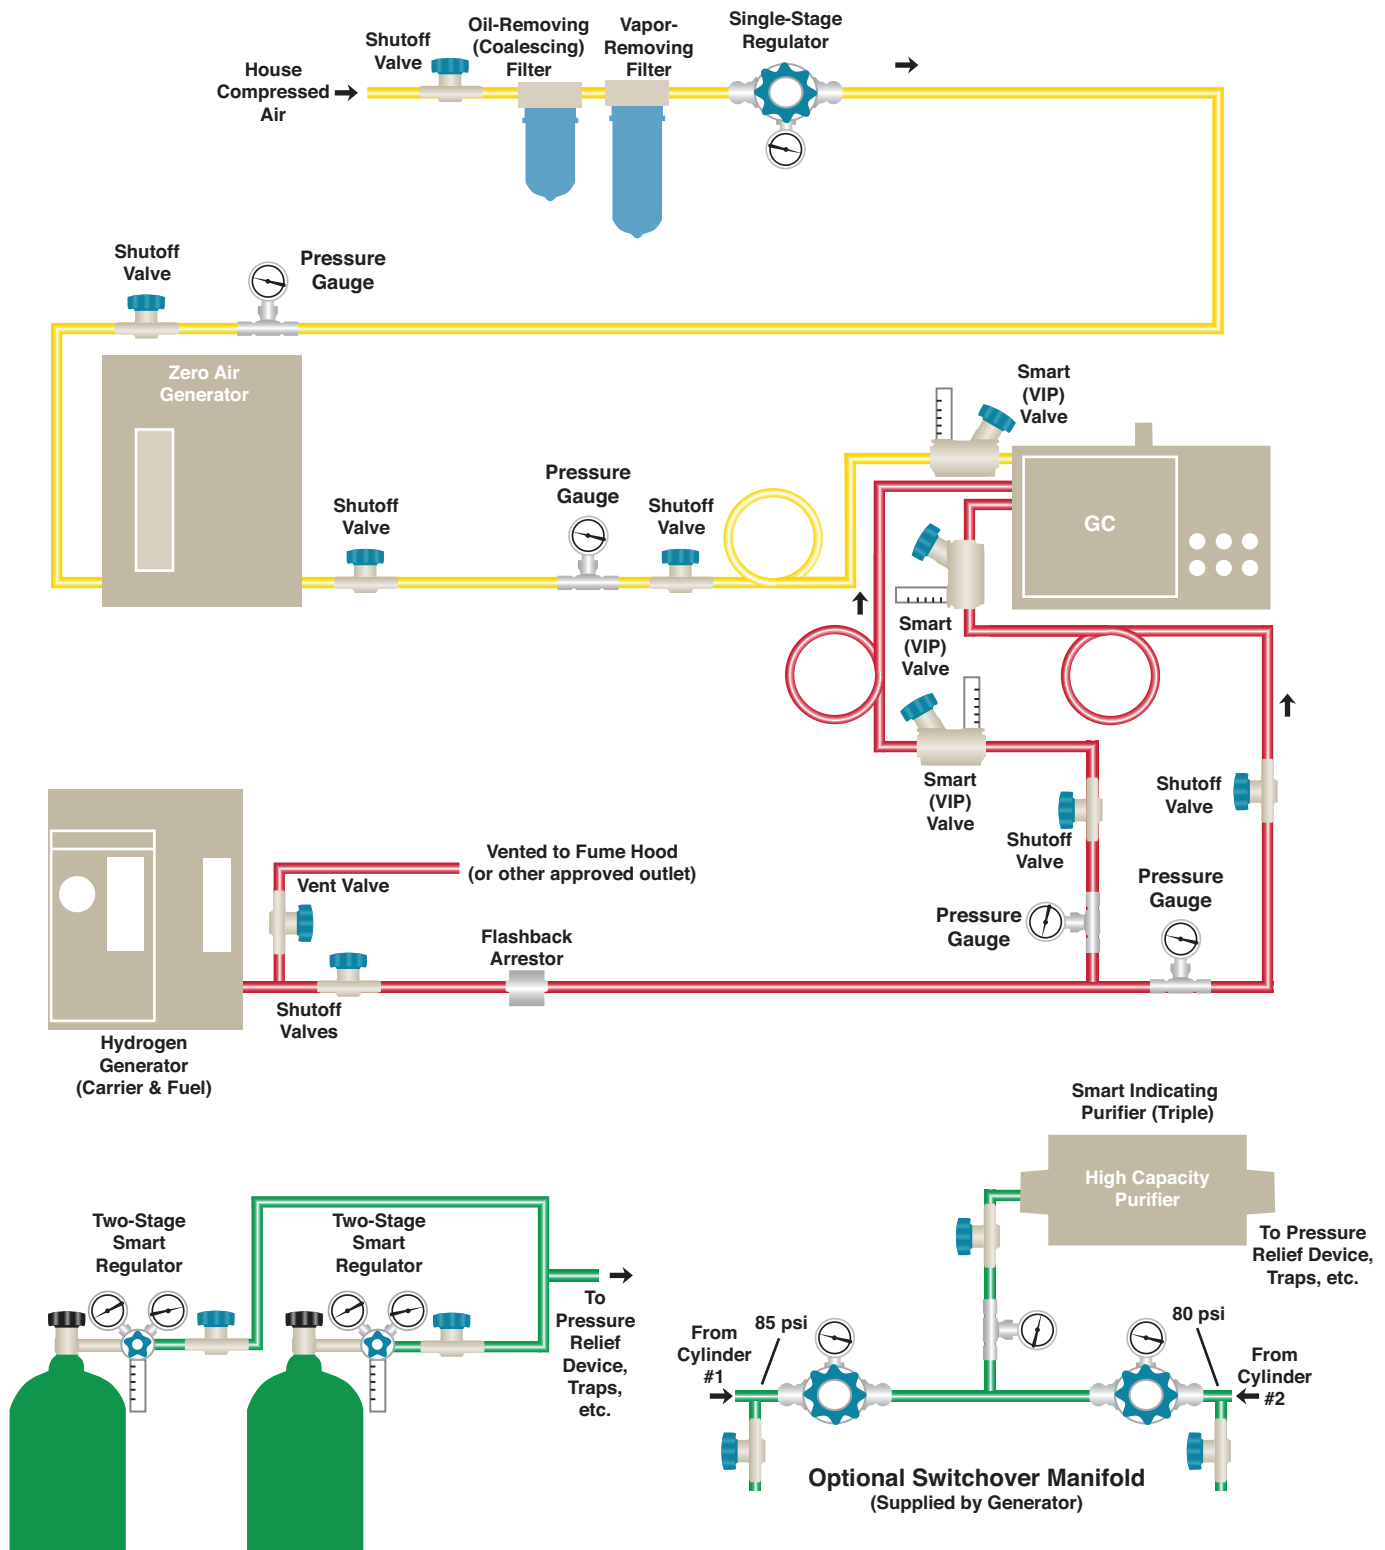 House
Compressed
Air
Shutoff
Valve
Oil-Removing
(Coalescing)
Filter
Vapor-
Removing
Filter
Single-Stage
Regulator
Shutoff
Valve
Pressure
Gauge
Zero Air
Generator
Shutoff
Valve
Pressure
Gauge
Shutoff
Valve
Smart
(VIP)
Valve
GC
Smart
(VIP)
Valve
Smart
(VIP)
Valve
Shutoff
Valve
Shutoff
Valve
Pressure
Gauge
Pressure
Gauge
Vented to Fume Hood
(or other approved outlet)
Vent Valve
Flashback
Arrestor
Shutoff
Valves
Hydrogen
Generator
(Carrier & Fuel)
Two-Stage
Smart
Regulator
Two-Stage
Smart
Regulator
To
Pressure
Relief
Device,
Traps,
etc.
Smart Indicating
Purifier (Triple)
High Capacity
Purifier
To Pressure
Relief Device,
Traps, etc.
From
Cylinder
#1
85 psi
80 psi
From
Cylinder
#2
Optional Switchover Manifold
(Supplied by Generator)